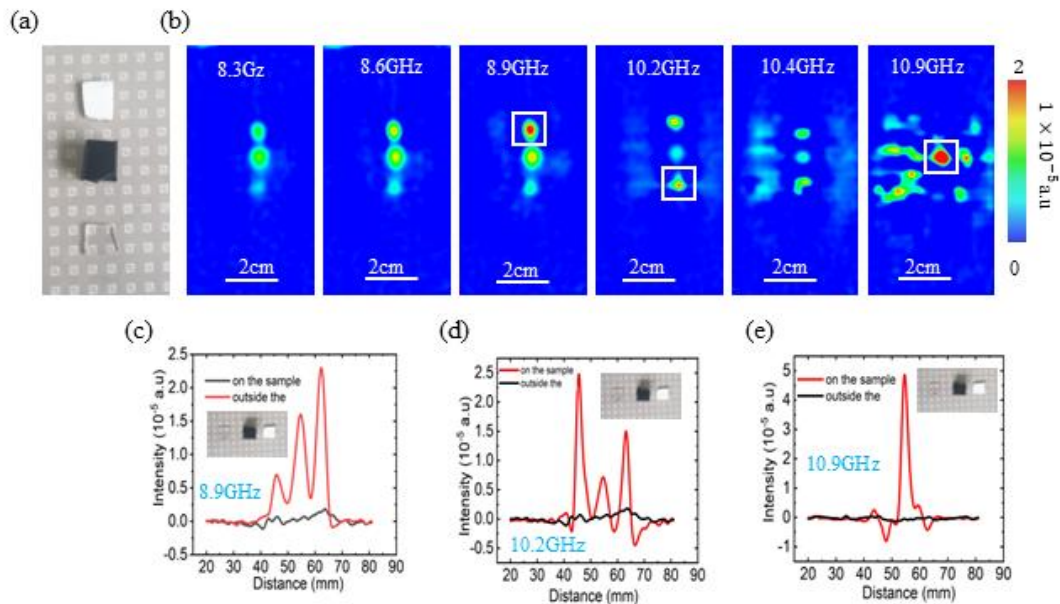 (a)
(b)
8.3Gz
8.6GHz
8.9GHz
10.2GHz
10.4GHz
10.9GHz
2cm
2cm
2cm
2cm
2cm
2cm
2
1 × 10⁻⁵ a.u
0
(c)
Intensity (10⁻⁵ a.u)
2.5
2.0
1.5
1.0
0.5
0.0
-0.5
on the sample
outside the
8.9GHz
20 30 40 50 60 70 80 90
Distance (mm)
(d)
Intensity (10⁻⁵ a.u)
2.5
2.0
1.5
1.0
0.5
0.0
-0.5
on the sample
outside the
10.2GHz
20 30 40 50 60 70 80 90
Distance (mm)
(e)
Intensity (10⁻⁵ a.u)
5
4
3
2
1
0
-1
on the sample
outside the
10.9GHz
20 30 40 50 60 70 80 90
Distance (mm)